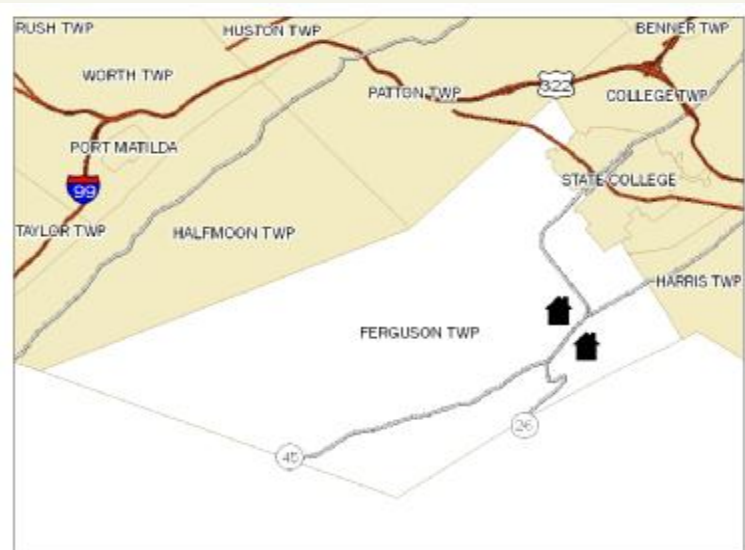 RUSH TWP
HUSTON TWP
BENNER TWP
WORTH TWP
PATTON TWP
322
COLLEGE TWP
PORT MATILDA
99
STATE COLLEGE
TAYLOR TWP
HALFMOON TWP
HARRIS TWP
FERGUSON TWP
26
45